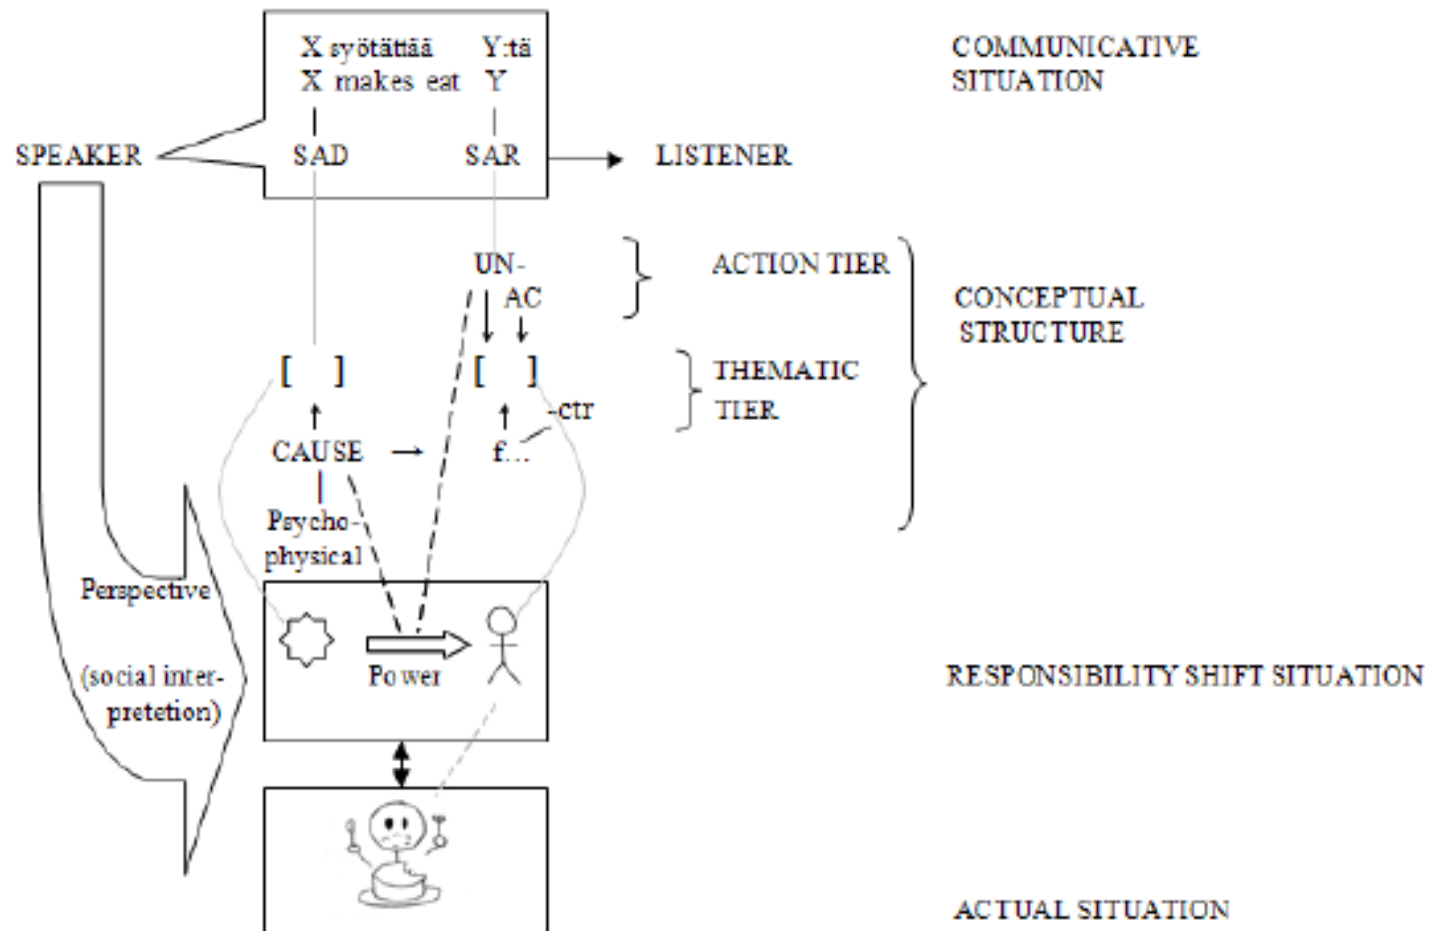 X syötättää Y:tä
X makes eat Y
COMMUNICATIVE
SITUATION
SPEAKER
SAD
SAR
LISTENER
UN-
AC
ACTION TIER
CONCEPTUAL
STRUCTURE
[ ]
[ ]
THEMATIC
TIER
-ctr
CAUSE
f...
Psycho-
physical
Perspective
(social inter-
pretetion)
Power
RESPONSIBILITY SHIFT SITUATION
ACTUAL SITUATION